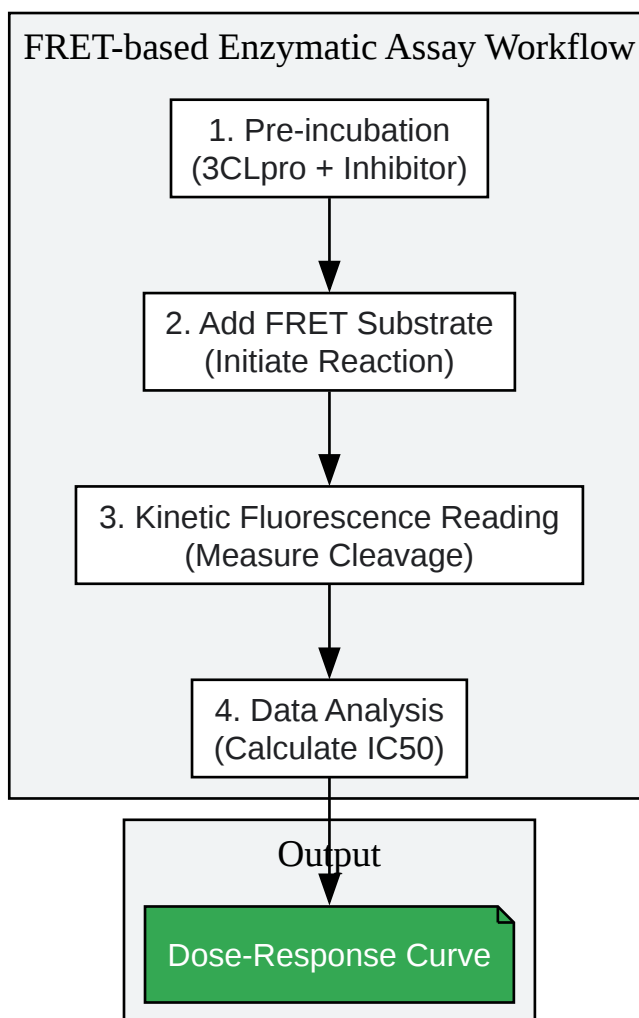 FRET-based Enzymatic Assay Workflow
1. Pre-incubation
(3CLpro + Inhibitor)
2. Add FRET Substrate
(Initiate Reaction)
3. Kinetic Fluorescence Reading
(Measure Cleavage)
4. Data Analysis
(Calculate IC50)
Output
Dose-Response Curve